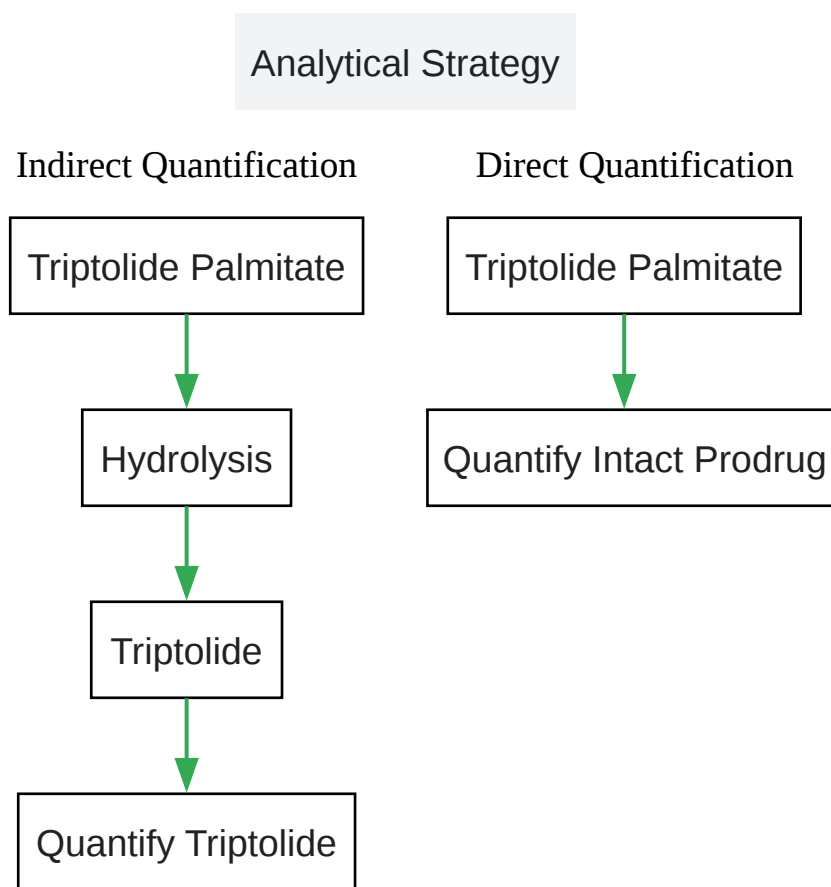 Analytical Strategy
Indirect Quantification
Triptolide Palmitate
Hydrolysis
Triptolide
Quantify Triptolide
Direct Quantification
Triptolide Palmitate
Quantify Intact Prodrug